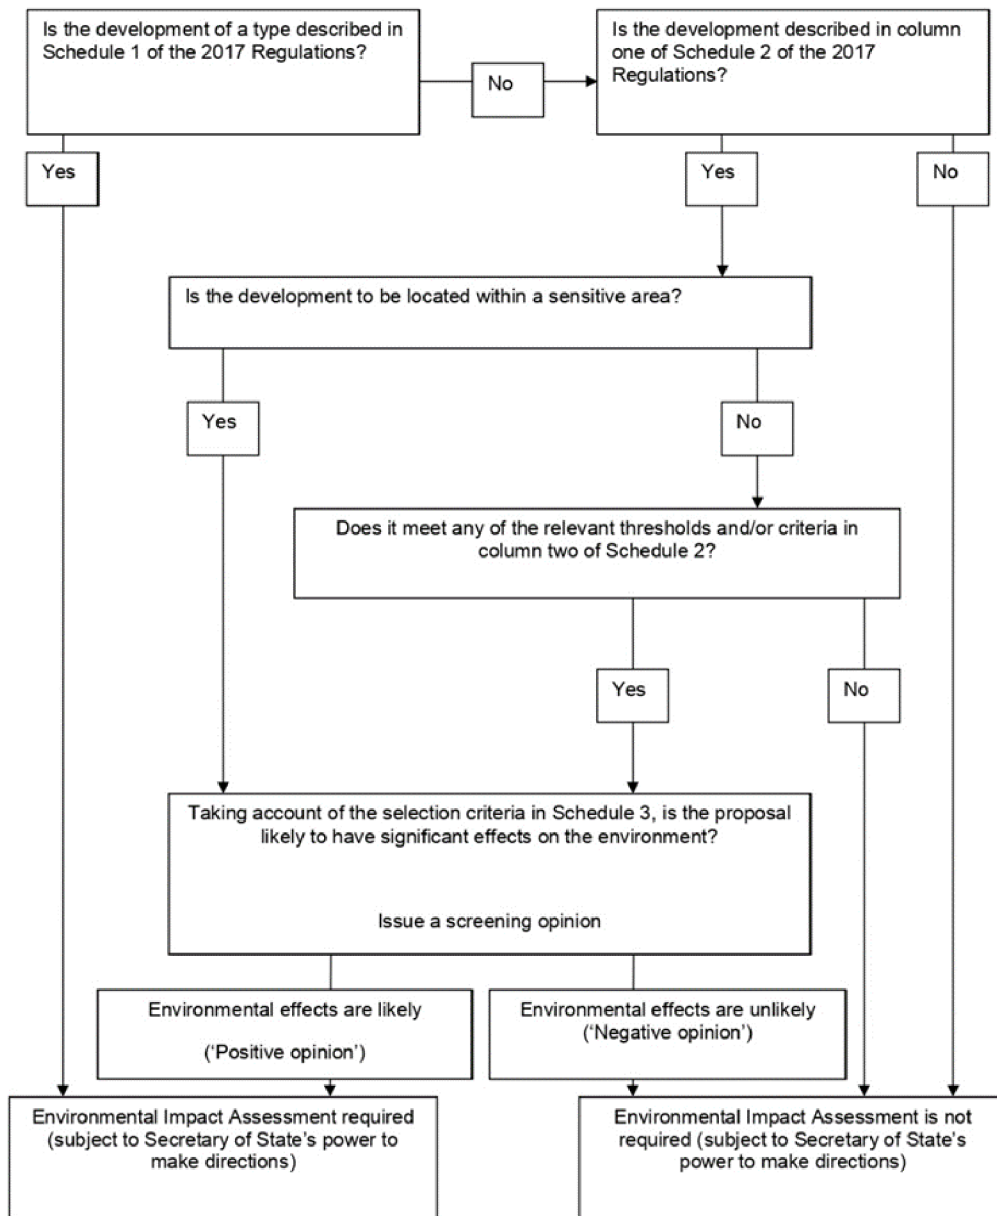 Is the development of a type described in
Schedule 1 of the 2017 Regulations?
No
Is the development described in column
one of Schedule 2 of the 2017
Regulations?
Yes
Yes
No
Is the development to be located within a sensitive area?
Yes
No
Does it meet any of the relevant thresholds and/or criteria in
column two of Schedule 2?
Yes
No
Taking account of the selection criteria in Schedule 3, is the proposal
likely to have significant effects on the environment?
Issue a screening opinion
Environmental effects are likely
(‘Positive opinion’)
Environmental effects are unlikely
(‘Negative opinion’)
Environmental Impact Assessment required
(subject to Secretary of State’s power to
make directions)
Environmental Impact Assessment is not
required (subject to Secretary of State’s
power to make directions)